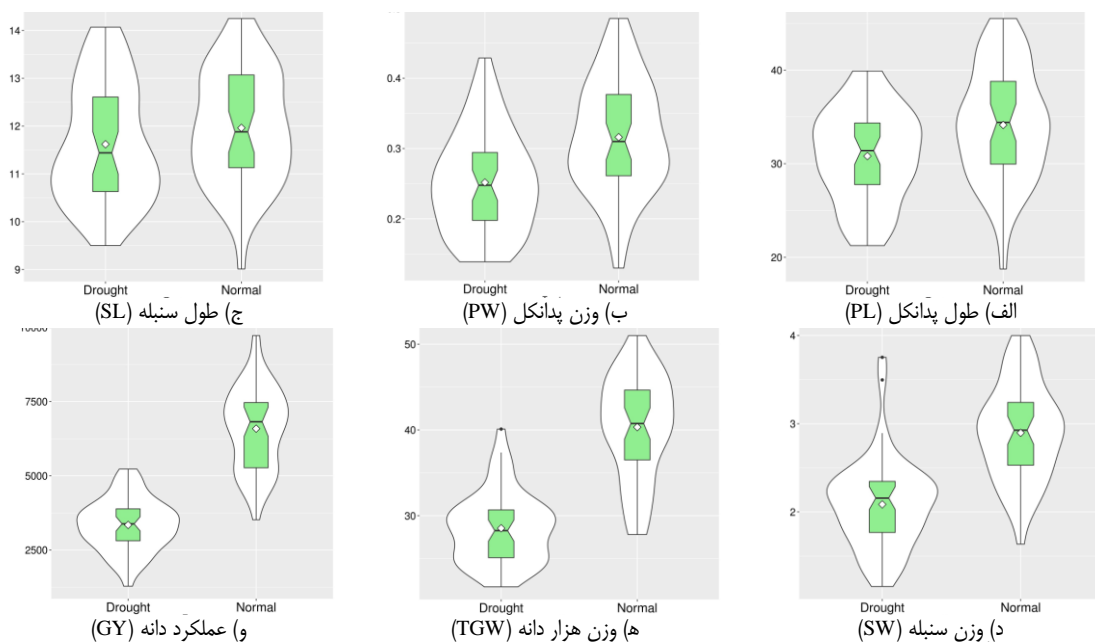 40
30
20
Drought Normal
الف) طول پدانکل (PL)
0.4
0.3
0.2
Drought Normal
ب) وزن پدانکل (PW)
14
13
12
11
10
9
Drought Normal
ج) طول سنبله (SL)
4
3
2
Drought Normal
د) وزن سنبله (SW)
50
40
30
Drought Normal
ه) وزن هزار دانه (TGW)
7500
5000
2500
Drought Normal
و) عملکرد دانه (GY)